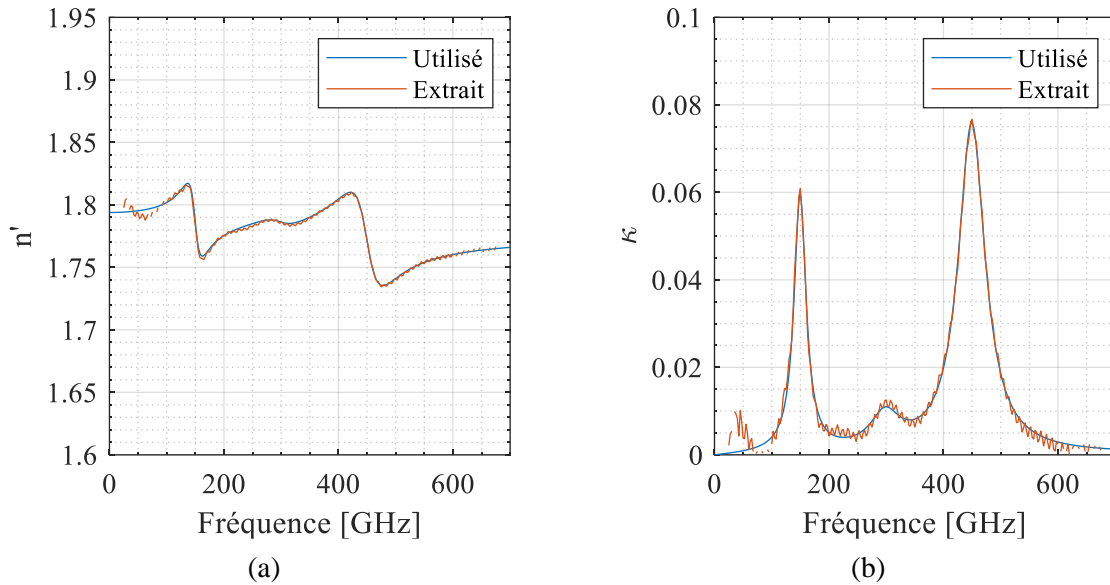 1.95
1.9
1.85
1.8
1.75
1.7
1.65
1.6
n'
0
200
400
600
Fréquence [GHz]
Utilisé
Extrait
(a)
0.1
0.08
0.06
0.04
0.02
0
κ
0
200
400
600
Fréquence [GHz]
Utilisé
Extrait
(b)